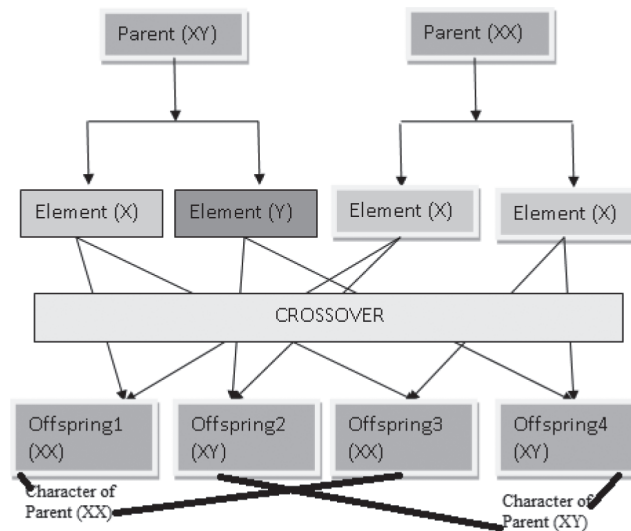 Parent (XY)
Parent (XX)
Element (X)
Element (Y)
Element (X)
Element (X)
CROSSOVER
Offspring1
(XX)
Offspring2
(XY)
Offspring3
(XX)
Offspring4
(XY)
Character of
Parent (XX)
Character of
Parent (XY)